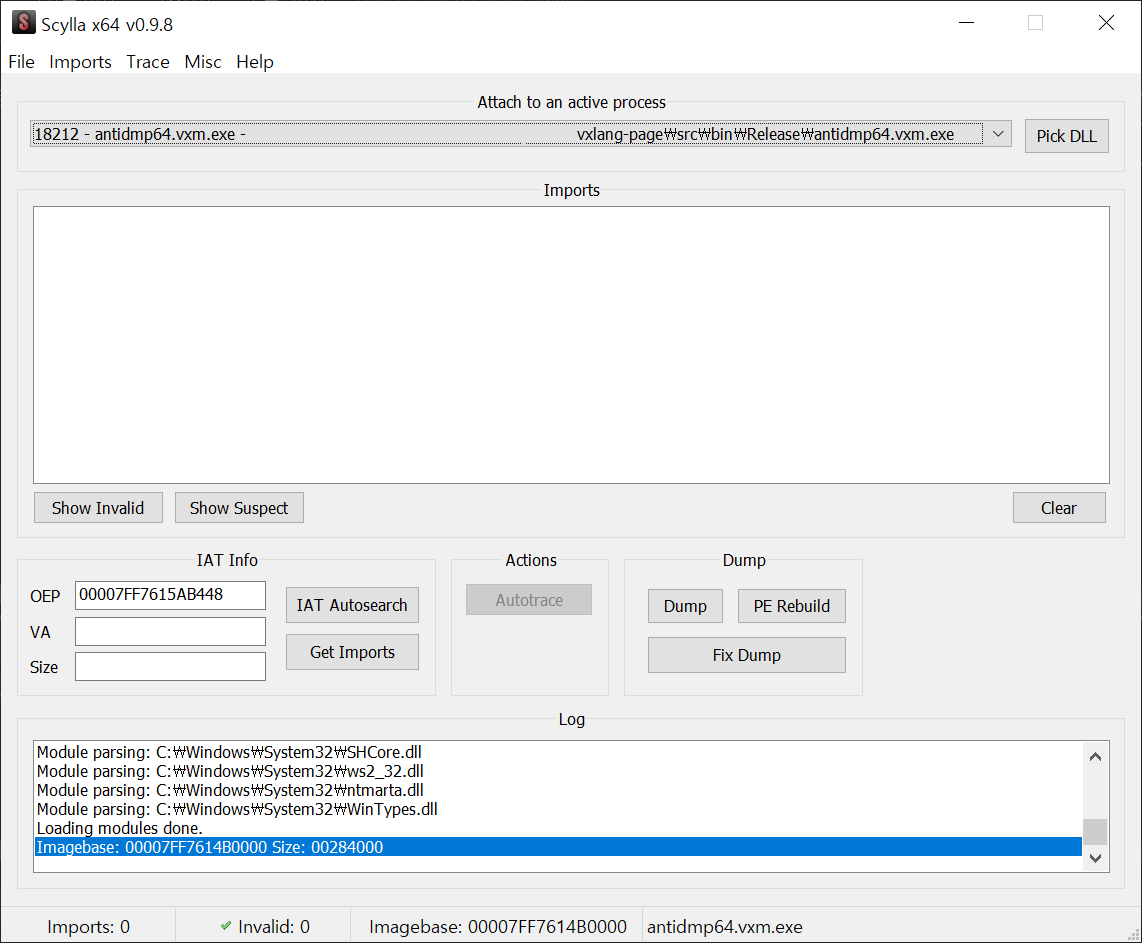 Scylla x64 v0.9.8
File Imports Trace Misc Help
Attach to an active process
18212 - antidmp64.vxm.exe - vxlang-page₩src₩bin₩Release₩antidmp64.vxm.exe
Pick DLL
Imports
Show Invalid
Show Suspect
Clear
IAT Info
OEP 00007FF7615AB448
VA
Size
IAT Autosearch
Get Imports
Actions
Autotrace
Dump
Dump
PE Rebuild
Fix Dump
Log
Module parsing: C:₩Windows₩System32₩SHCore.dll
Module parsing: C:₩Windows₩System32₩ws2_32.dll
Module parsing: C:₩Windows₩System32₩ntmarta.dll
Module parsing: C:₩Windows₩System32₩WinTypes.dll
Loading modules done.
Imagebase: 00007FF7614B0000 Size: 00284000
Imports: 0
Invalid: 0
Imagebase: 00007FF7614B0000
antidmp64.vxm.exe